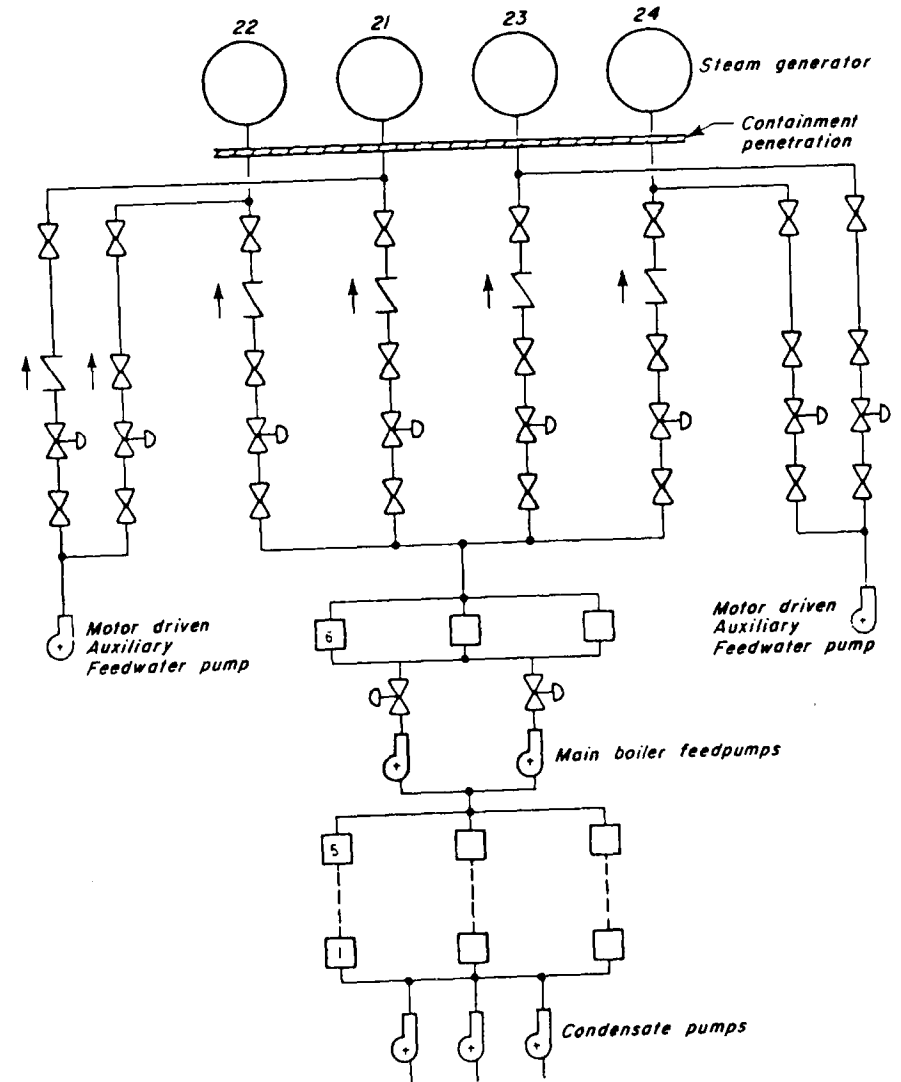 22
21
23
24
Steam generator
Containment
penetration
Motor driven
Auxiliary
Feedwater pump
Motor driven
Auxiliary
Feedwater pump
6
Main boiler feedpumps
5
1
Condensate pumps